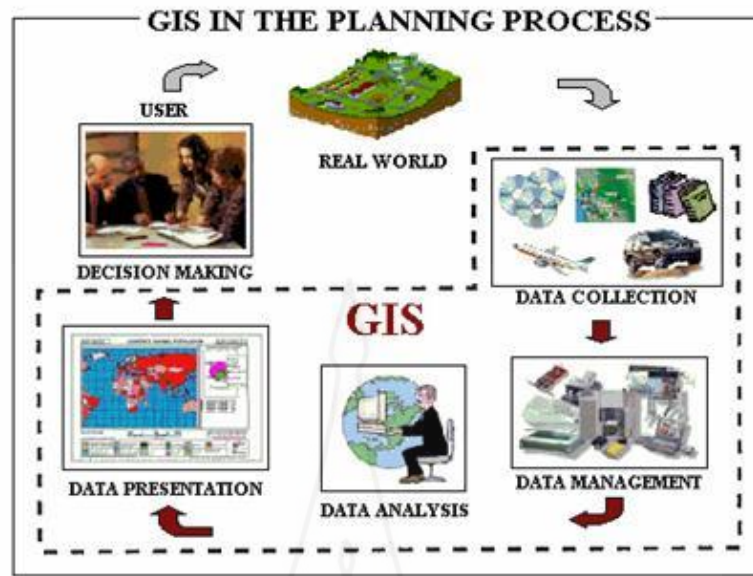 GIS IN THE PLANNING PROCESS
USER
REAL WORLD
DECISION MAKING
DATA COLLECTION
GIS
DATA PRESENTATION
DATA ANALYSIS
DATA MANAGEMENT